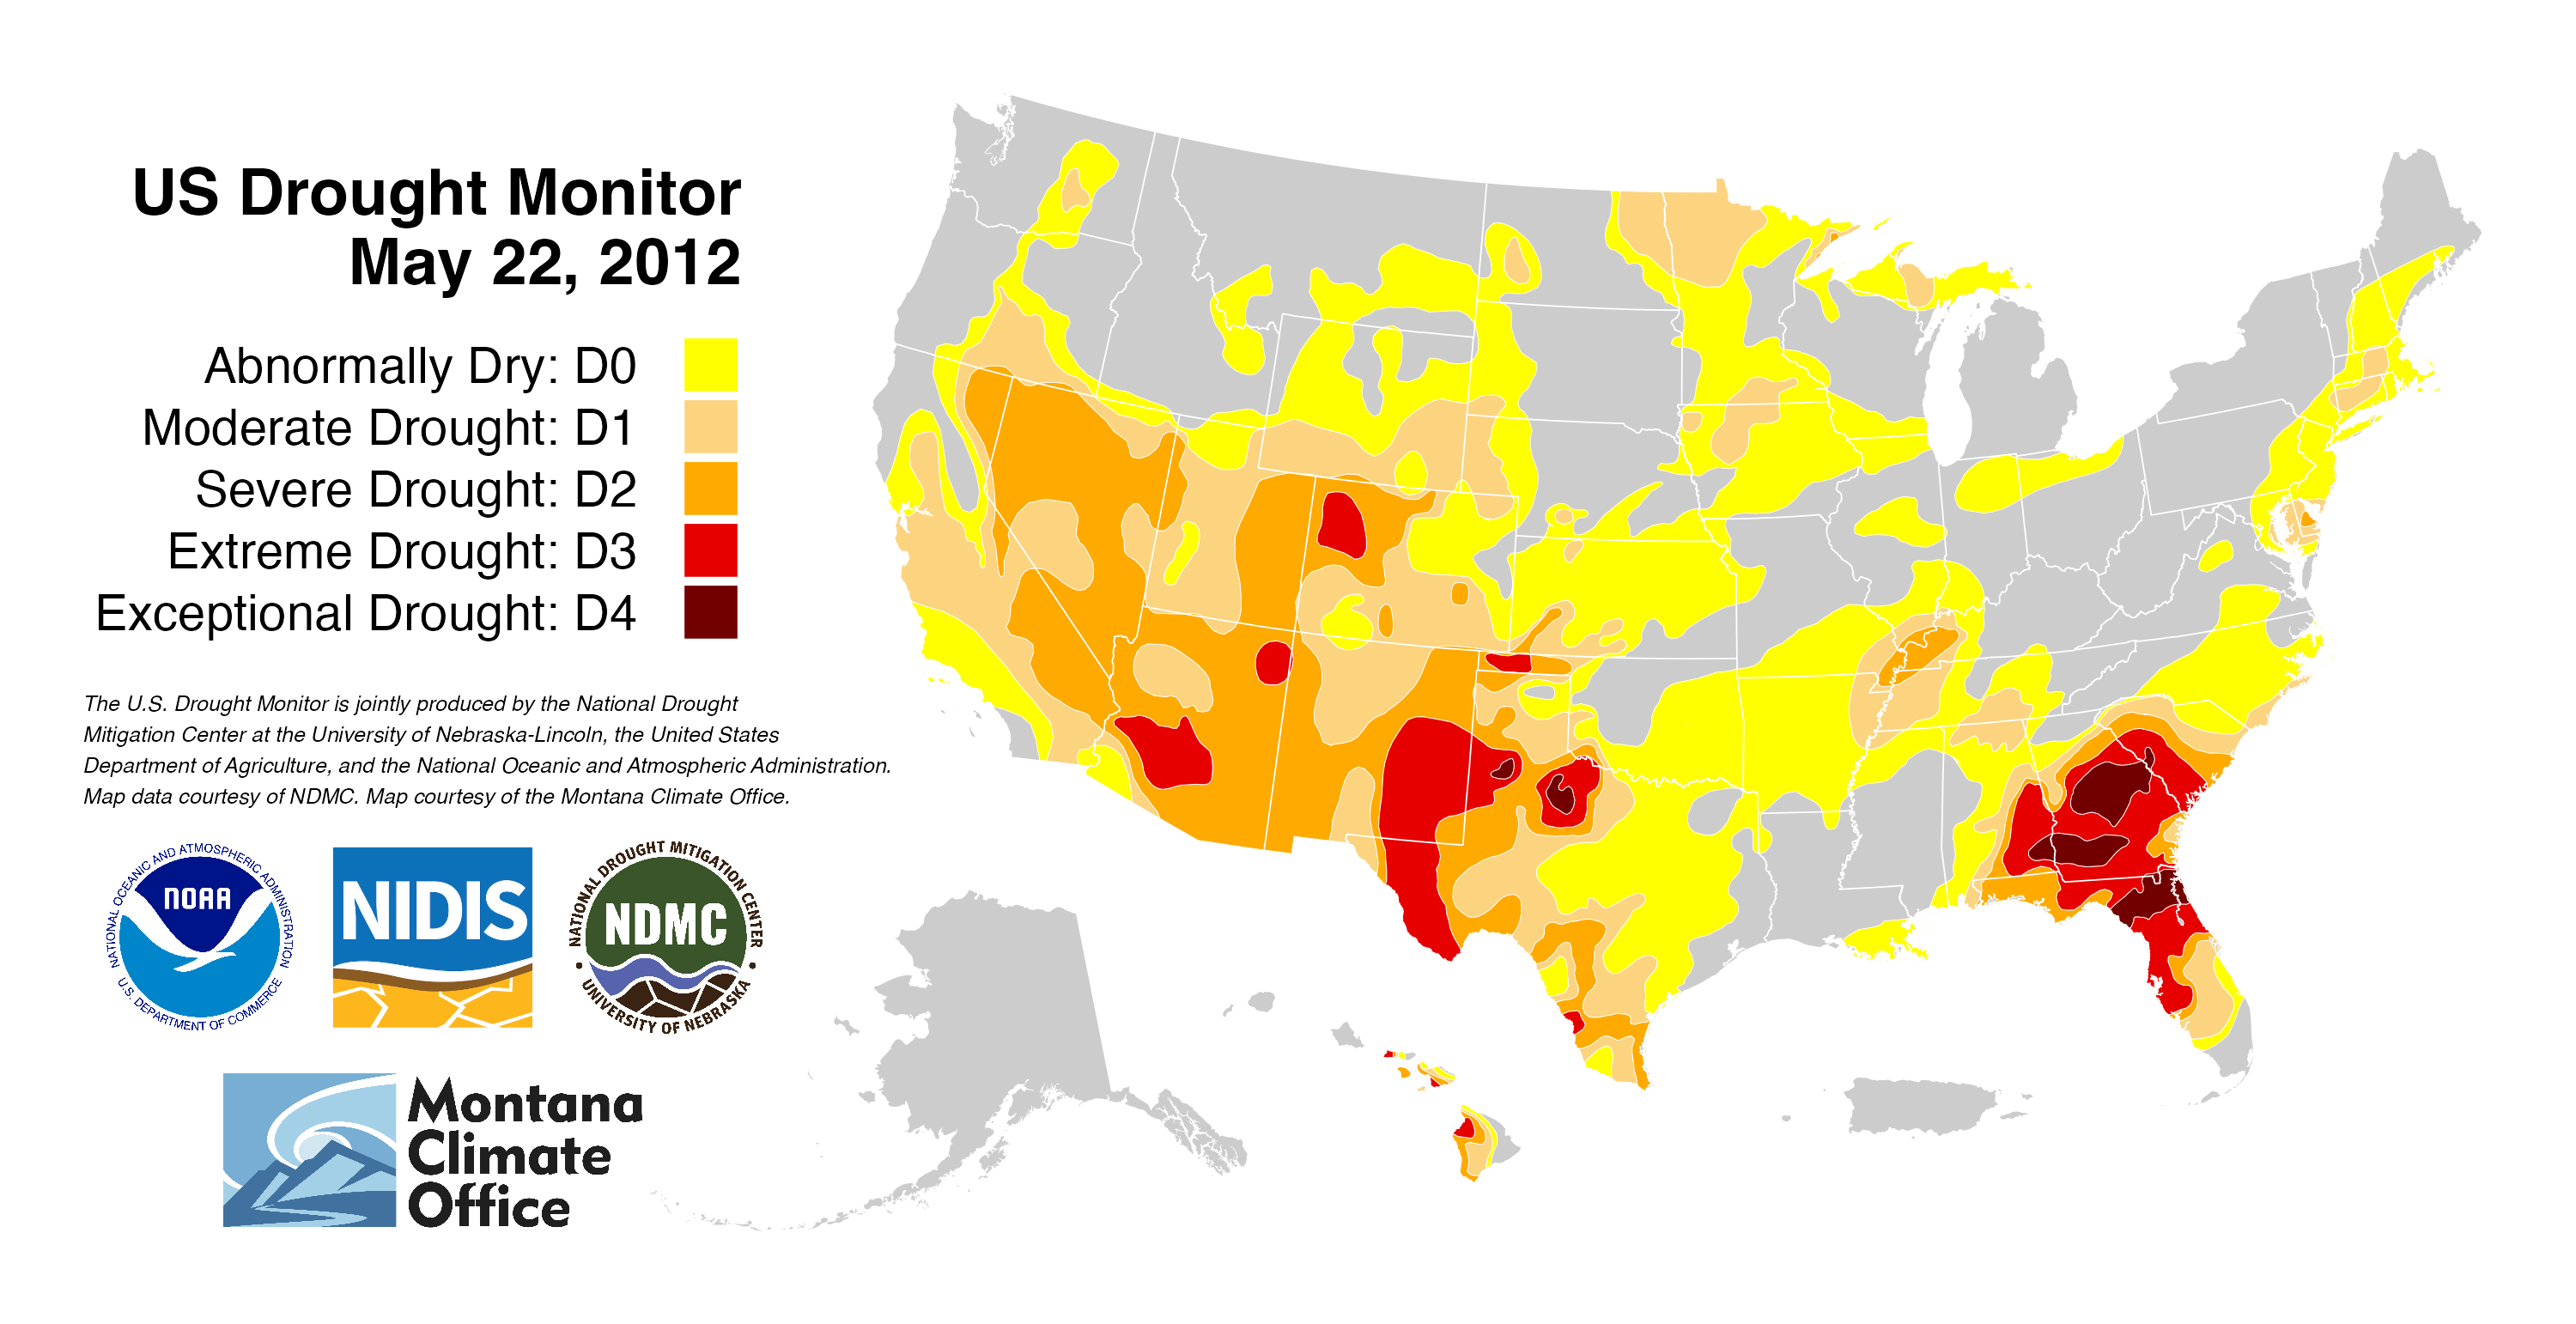 US Drought Monitor
May 22, 2012
Abnormally Dry: D0
Moderate Drought: D1
Severe Drought: D2
Extreme Drought: D3
Exceptional Drought: D4
The U.S. Drought Monitor is jointly produced by the National Drought
Mitigation Center at the University of Nebraska-Lincoln, the United States
Department of Agriculture, and the National Oceanic and Atmospheric Administration.
Map data courtesy of NDMC. Map courtesy of the Montana Climate Office.
NATIONAL OCEANIC AND ATMOSPHERIC ADMINISTRATION
NOAA
U.S. DEPARTMENT OF COMMERCE
NIDIS
NATIONAL DROUGHT MITIGATION CENTER
NDMC
UNIVERSITY OF NEBRASKA
Montana
Climate
Office